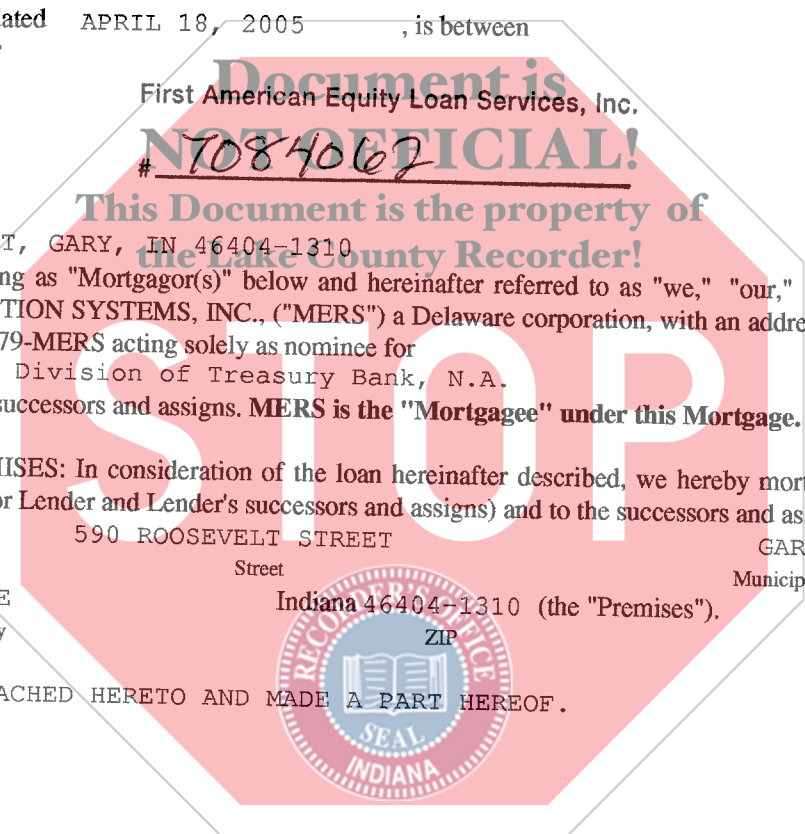 dated APRIL 18, 2005 , is between
Document is
First American Equity Loan Services, Inc.
NOT OFFICIAL!
# 7084062
This Document is the property of
T, GARY, IN 46404-1310
the Lake County Recorder!
ng as "Mortgagor(s)" below and hereinafter referred to as "we," "our,"
TION SYSTEMS, INC., ("MERS") a Delaware corporation, with an addre
79-MERS acting solely as nominee for
Division of Treasury Bank, N.A.
successors and assigns. MERS is the "Mortgagee" under this Mortgage.
STOP
IISES: In consideration of the loan hereinafter described, we hereby mort
or Lender and Lender's successors and assigns) and to the successors and as
590 ROOSEVELT STREET GAR
Street Municip
E Indiana 46404-1310 (the "Premises").
y ZIP
ACHED HERETO AND MADE A PART HEREOF.
RECORDER'S OFFICE
SEAL
INDIANA